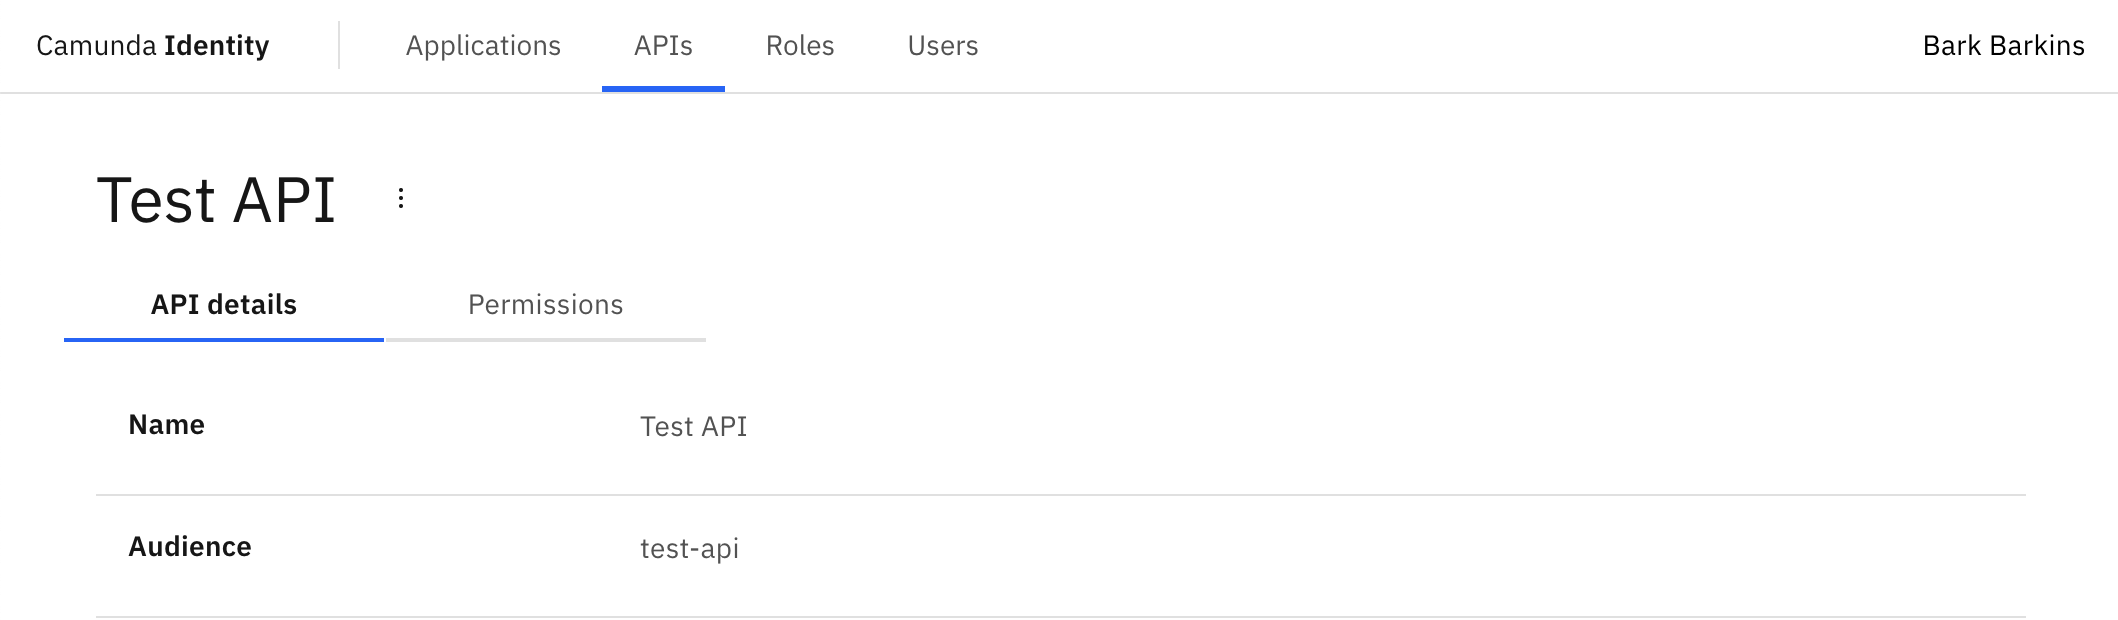 Camunda Identity Applications APIs Roles Users Bark Barkins
Test API
API details Permissions
Name Test API
Audience test-api